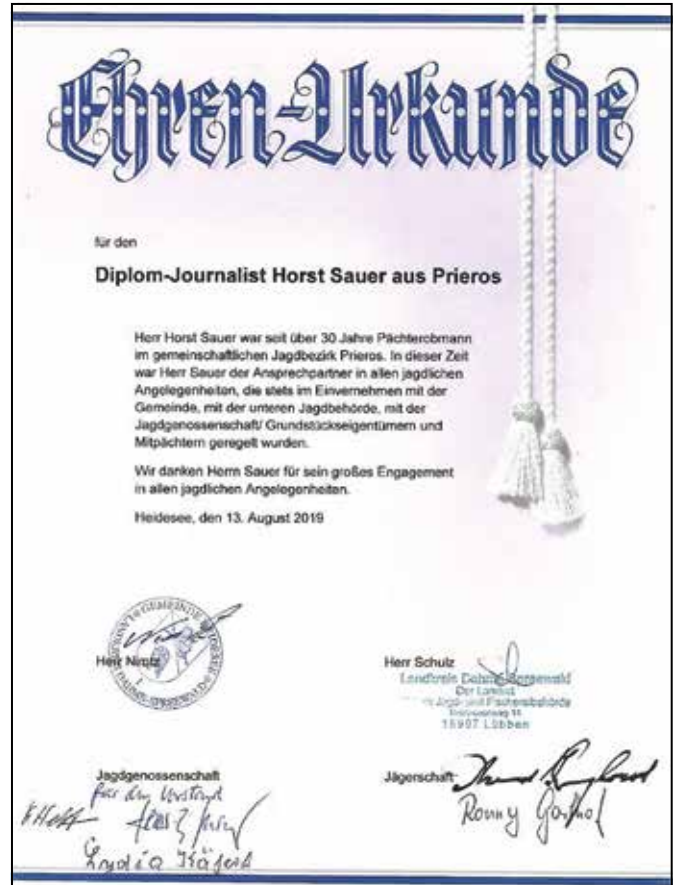 Ehren-Urkunde
für den
Diplom-Journalist Horst Sauer aus Prieros
Herr Horst Sauer war seit über 30 Jahre Pächterobmann
im gemeinschaftlichen Jagdbezirk Prieros. In dieser Zeit
war Herr Sauer der Ansprechpartner in allen jagdlichen
Angelegenheiten, die stets im Einvernehmen mit der
Gemeinde, mit der unteren Jagdbehörde, mit der
Jagdgenossenschaft/ Grundstückseigentümern und
Mitpächtern geregelt wurden.
Wir danken Herrn Sauer für sein großes Engagement
in allen jagdlichen Angelegenheiten.
Heidesee, den 13. August 2019
GEMEINDE
Herr
Herr Schulz
Landkreis
Der Landrat
Jagd- und Fischereibehörde
Lübben
Jagdgenossenschaft
für den Vorstand
Lydia
Jägerschaft
Ronny